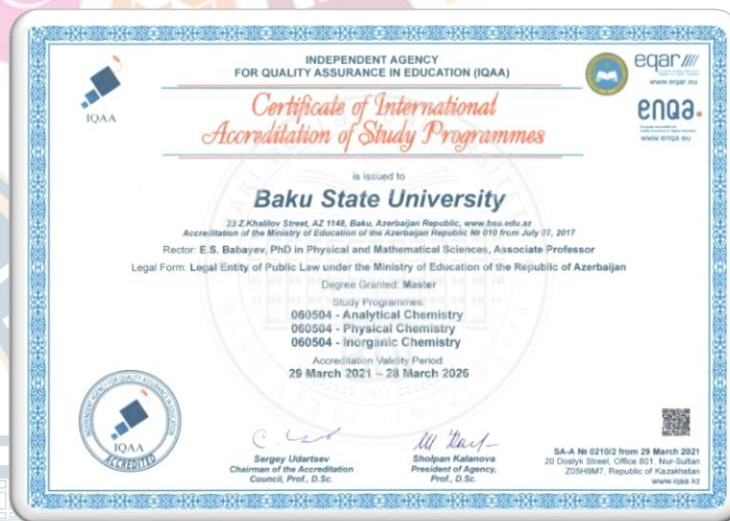 INDEPENDENT AGENCY
FOR QUALITY ASSURANCE IN EDUCATION (IQAA)
IQAA
eqar
www.eqar.eu
enqa.
www.enqa.eu
Certificate of International
Accreditation of Study Programmes
is issued to
Baku State University
23 Z.Khalilov Street, AZ 1148, Baku, Azerbaijan Republic, www.bsu.edu.az
Accreditation of the Ministry of Education of the Azerbaijan Republic № 010 from July 07, 2017
Rector: E.S. Babayev, PhD in Physical and Mathematical Sciences, Associate Professor
Legal Form: Legal Entity of Public Law under the Ministry of Education of the Republic of Azerbaijan
Degree Granted: Master
Study Programmes:
060504 - Analytical Chemistry
060504 - Physical Chemistry
060504 - Inorganic Chemistry
Accreditation Validity Period:
29 March 2021 – 28 March 2026
INDEPENDENT AGENCY FOR QUALITY ASSURANCE IN EDUCATION
IQAA
ACCREDITED
Sergey Udartsev
Chairman of the Accreditation
Council, Prof., D.Sc.
Sholpan Kalanova
President of Agency,
Prof., D.Sc.
SA-A № 0210/2 from 29 March 2021
20 Dostyk Street, Office 801, Nur-Sultan
Z05H9M7, Republic of Kazakhstan
www.iqaa.kz